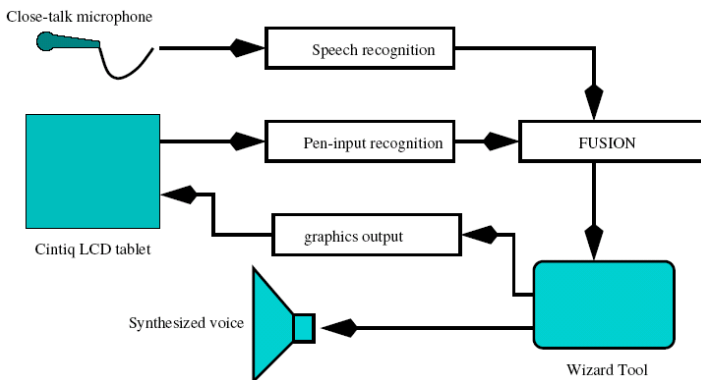 Close-talk microphone
Speech recognition
Pen-input recognition
FUSION
graphics output
Cintiq LCD tablet
Synthesized voice
Wizard Tool